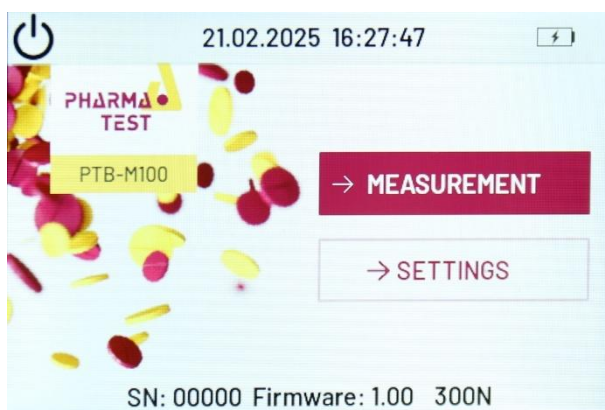 21.02.2025 16:27:47
PHARMA
TEST
PTB-M100
→ MEASUREMENT
→ SETTINGS
SN: 00000 Firmware: 1.00 300N